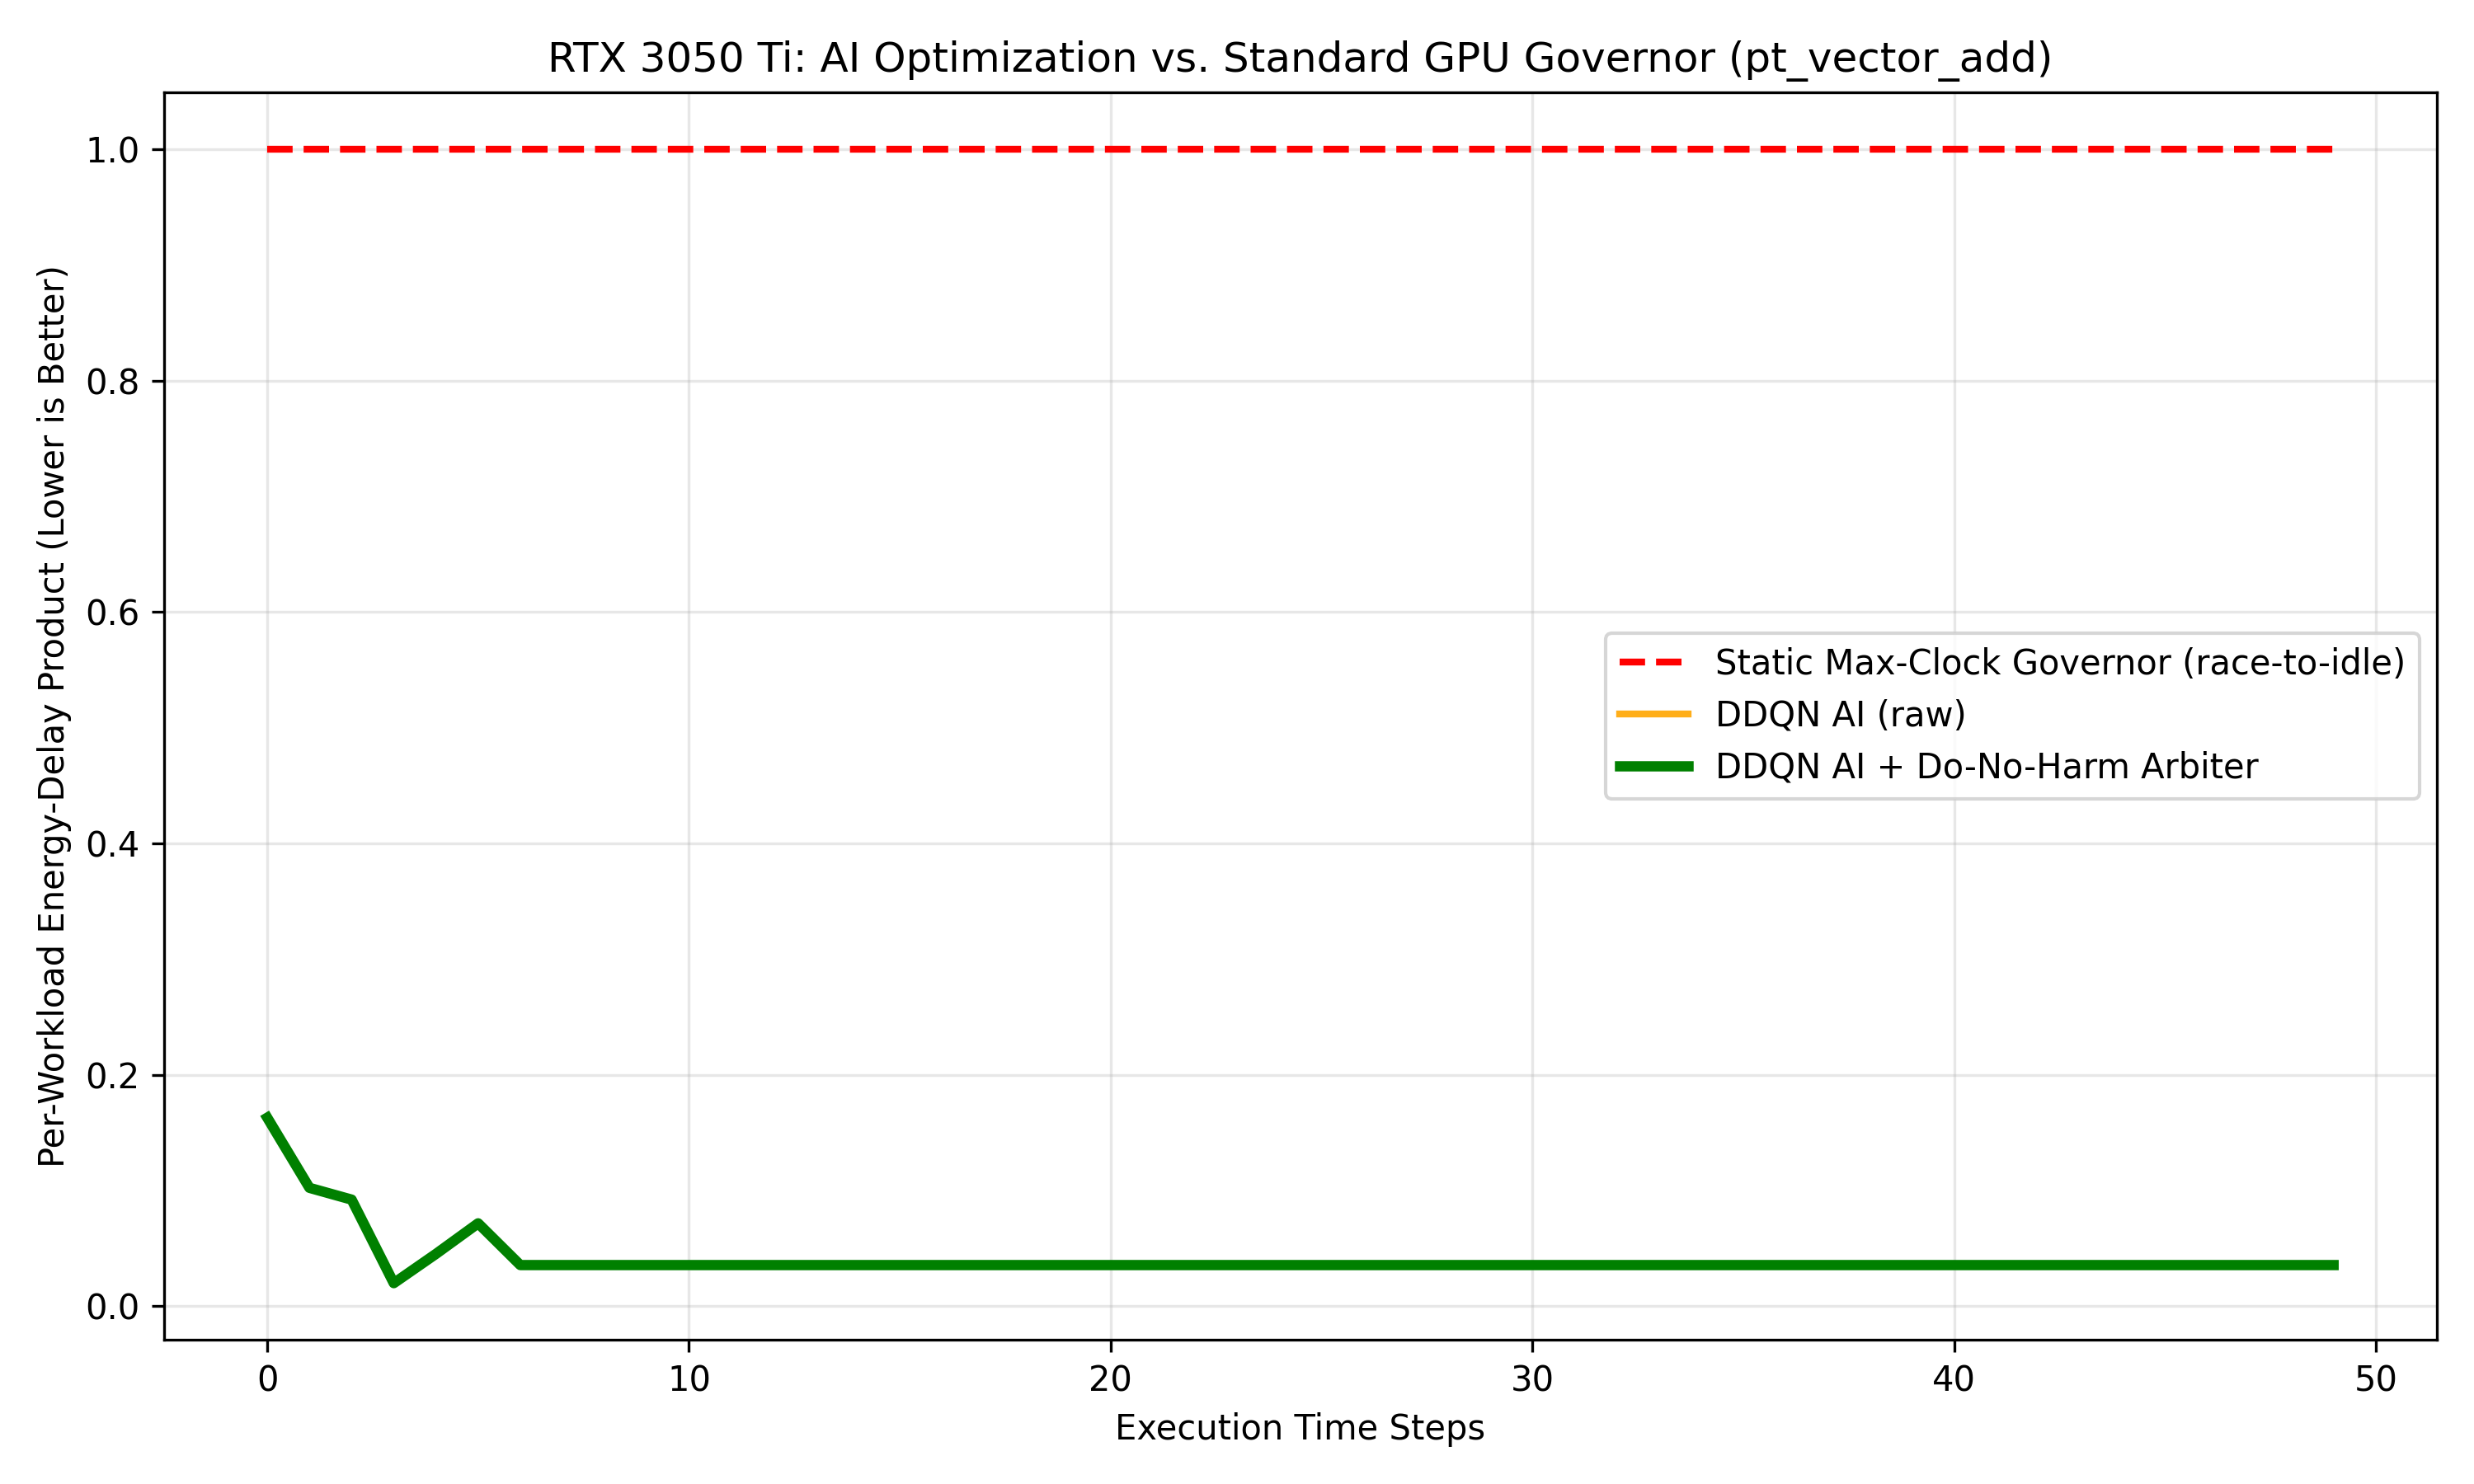 RTX 3050 Ti: AI Optimization vs. Standard GPU Governor (pt_vector_add)
Per-Workload Energy-Delay Product (Lower is Better)
1.0
0.8
0.6
0.4
0.2
0.0
Static Max-Clock Governor (race-to-idle)
DDQN AI (raw)
DDQN AI + Do-No-Harm Arbiter
0 10 20 30 40 50
Execution Time Steps